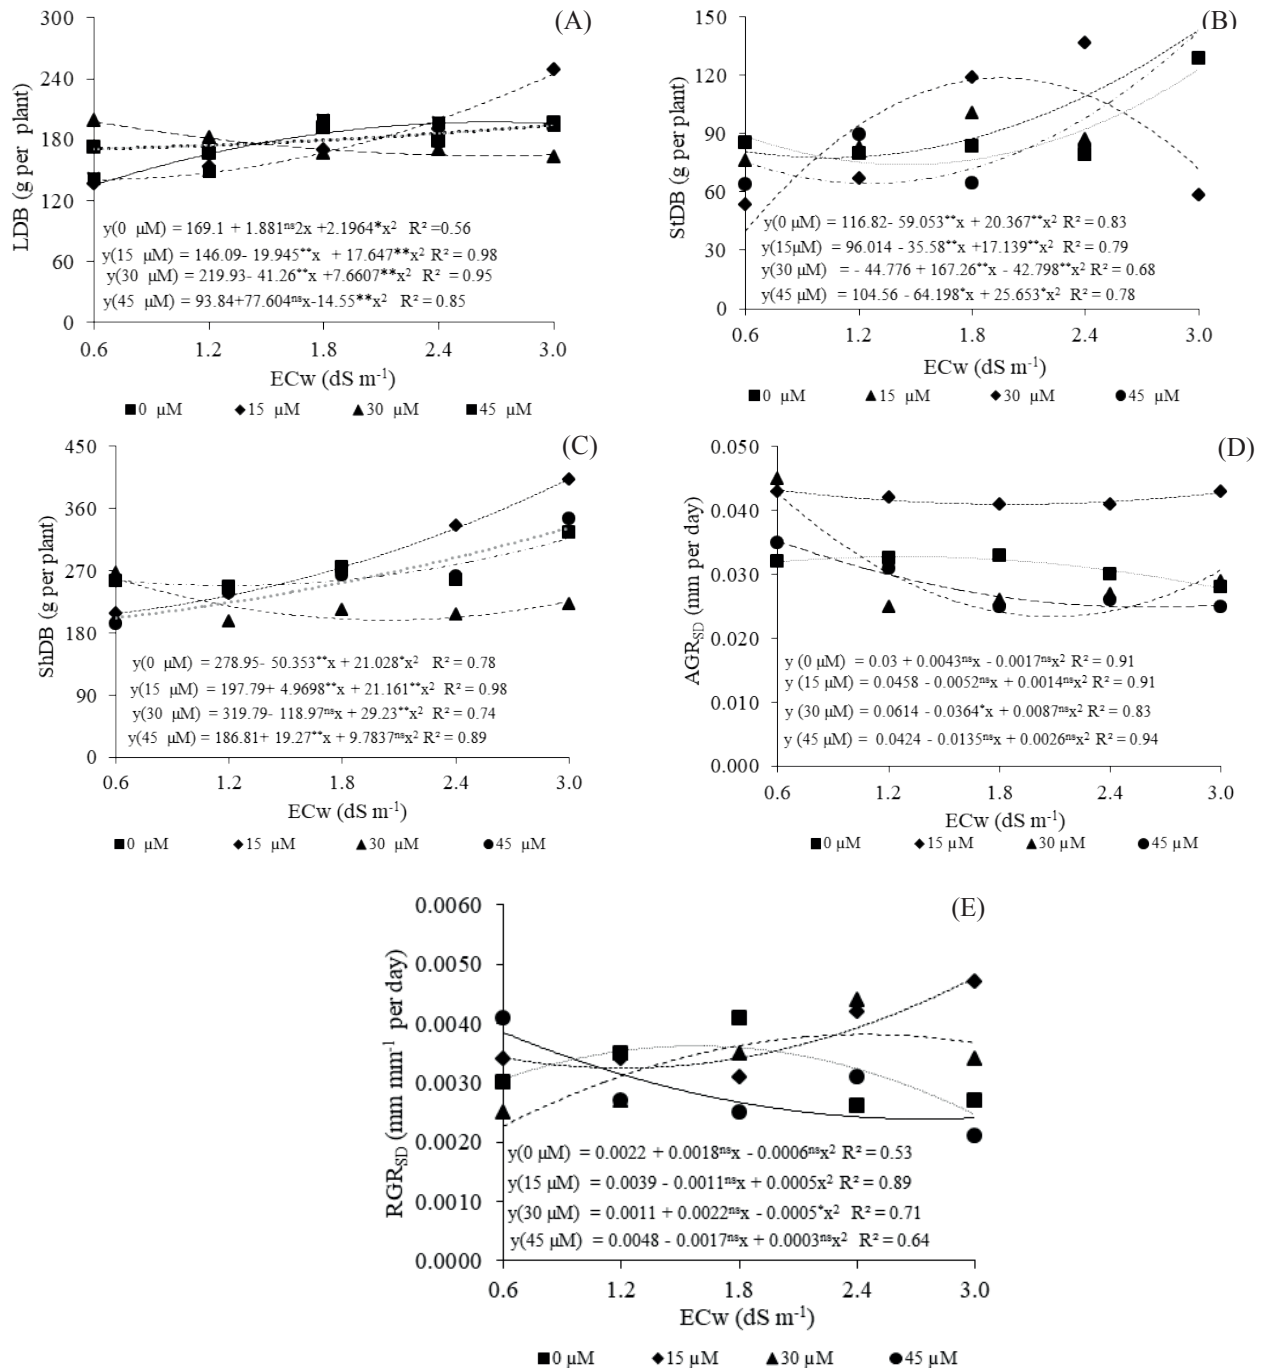 (A)
300
240
180
120
60
0
LDB (g per plant)
y(0 µM) = 169.1 + 1.881ⁿˢ2x +2.1964*x² R² =0.56
y(15 µM) = 146.09- 19.945**x + 17.647**x² R² = 0.98
y(30 µM) = 219.93- 41.26**x +7.6607**x² R² = 0.95
y(45 µM) = 93.84+77.604ⁿˢx-14.55**x² R² = 0.85
0.6 1.2 1.8 2.4 3.0
ECw (dS m⁻¹)
0 µM 15 µM 30 µM 45 µM
(B)
150
120
90
60
30
0
StDB (g per plant)
y(0 µM) = 116.82- 59.053**x + 20.367**x² R² = 0.83
y(15µM) = 96.014 - 35.58**x +17.139**x² R² = 0.79
y(30 µM) = - 44.776 + 167.26**x - 42.798**x² R² = 0.68
y(45 µM) = 104.56 - 64.198*x + 25.653*x² R² = 0.78
0.6 1.2 1.8 2.4 3.0
ECw (dS m⁻¹)
0 µM 15 µM 30 µM 45 µM
(C)
450
360
270
180
90
0
ShDB (g per plant)
y(0 µM) = 278.95- 50.353**x + 21.028*x² R² = 0.78
y(15 µM) = 197.79+ 4.9698**x + 21.161**x² R² = 0.98
y(30 µM) = 319.79- 118.97ⁿˢx + 29.23**x² R² = 0.74
y(45 µM) = 186.81+ 19.27**x + 9.7837ⁿˢx² R² = 0.89
0.6 1.2 1.8 2.4 3.0
ECw (dS m⁻¹)
0 µM 15 µM 30 µM 45 µM
(D)
0.050
0.040
0.030
0.020
0.010
0.000
AGR_SD (mm per day)
y (0 µM) = 0.03 + 0.0043ⁿˢx - 0.0017ⁿˢx² R² = 0.91
y (15 µM) = 0.0458 - 0.0052ⁿˢx + 0.0014ⁿˢx² R² = 0.91
y (30 µM) = 0.0614 - 0.0364*x + 0.0087ⁿˢx² R² = 0.83
y (45 µM) = 0.0424 - 0.0135ⁿˢx + 0.0026ⁿˢx² R² = 0.94
0.6 1.2 1.8 2.4 3.0
ECw (dS m⁻¹)
0 µM 15 µM 30 µM 45 µM
(E)
0.0060
0.0050
0.0040
0.0030
0.0020
0.0010
0.0000
RGR_SD (mm mm⁻¹ per day)
y(0 µM) = 0.0022 + 0.0018ⁿˢx - 0.0006ⁿˢx² R² = 0.53
y(15 µM) = 0.0039 - 0.0011ⁿˢx + 0.0005x² R² = 0.89
y(30 µM) = 0.0011 + 0.0022ⁿˢx - 0.0005*x² R² = 0.71
y(45 µM) = 0.0048 - 0.0017ⁿˢx + 0.0003ⁿˢx² R² = 0.64
0.6 1.2 1.8 2.4 3.0
ECw (dS m⁻¹)
0 µM 15 µM 30 µM 45 µM